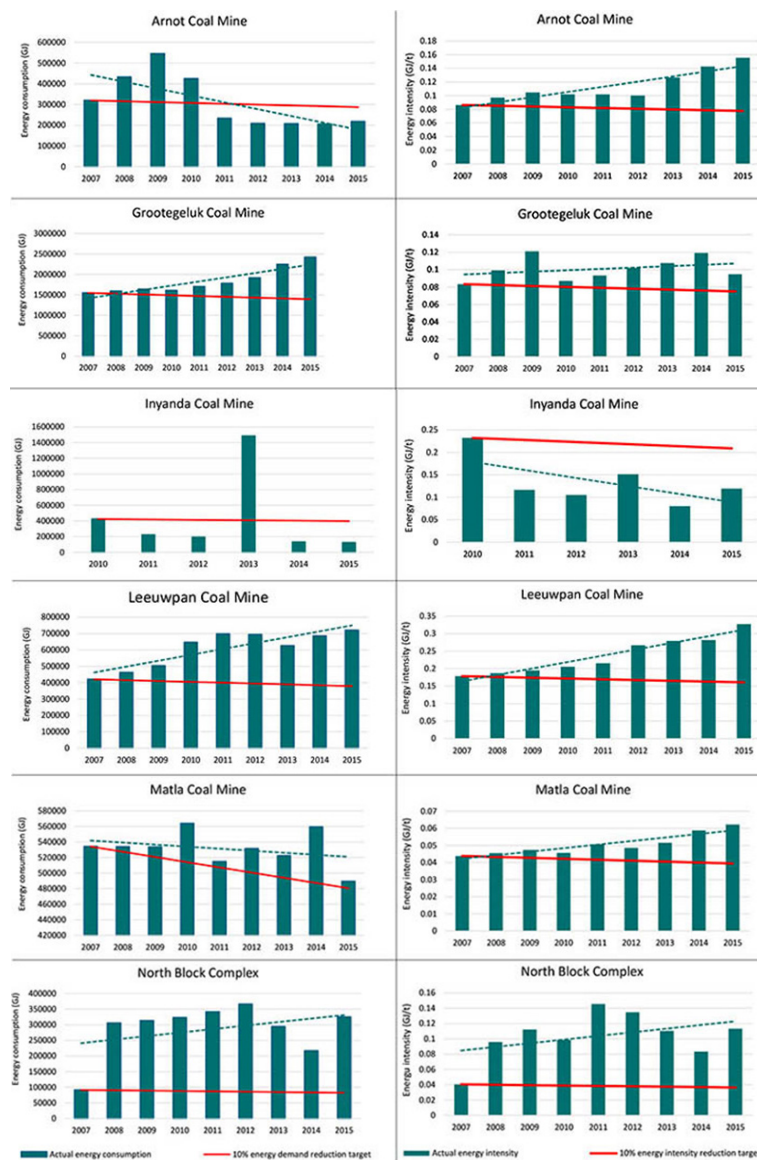 Arnot Coal Mine
Energy consumption (GJ)
600000
500000
400000
300000
200000
100000
0
2007 2008 2009 2010 2011 2012 2013 2014 2015
Arnot Coal Mine
Energy intensity (GJ/t)
0.18
0.16
0.14
0.12
0.1
0.08
0.06
0.04
0.02
0
2007 2008 2009 2010 2011 2012 2013 2014 2015
Grootegeluk Coal Mine
Energy consumption (GJ)
3000000
2500000
2000000
1500000
1000000
500000
0
2007 2008 2009 2010 2011 2012 2013 2014 2015
Grootegeluk Coal Mine
Energy intensity (GJ/t)
0.14
0.12
0.1
0.08
0.06
0.04
0.02
0
2007 2008 2009 2010 2011 2012 2013 2014 2015
Inyanda Coal Mine
Energy consumption (GJ)
1600000
1400000
1200000
1000000
800000
600000
400000
200000
0
2010 2011 2012 2013 2014 2015
Inyanda Coal Mine
Energy intensity (GJ/t)
0.25
0.2
0.15
0.1
0.05
0
2010 2011 2012 2013 2014 2015
Leeuwpan Coal Mine
Energy consumption (GJ)
800000
700000
600000
500000
400000
300000
200000
100000
0
2007 2008 2009 2010 2011 2012 2013 2014 2015
Leeuwpan Coal Mine
Energy intensity (GJ/t)
0.35
0.3
0.25
0.2
0.15
0.1
0.05
0
2007 2008 2009 2010 2011 2012 2013 2014 2015
Matla Coal Mine
Energy consumption (GJ)
580000
560000
540000
520000
500000
480000
460000
440000
420000
2007 2008 2009 2010 2011 2012 2013 2014 2015
Matla Coal Mine
Energy intensity (GJ/t)
0.07
0.06
0.05
0.04
0.03
0.02
0.01
0
2007 2008 2009 2010 2011 2012 2013 2014 2015
North Block Complex
Energy consumption (GJ)
400000
350000
300000
250000
200000
150000
100000
50000
0
2007 2008 2009 2010 2011 2012 2013 2014 2015
North Block Complex
Energu intensity (GJ/t)
0.16
0.14
0.12
0.1
0.08
0.06
0.04
0.02
0
2007 2008 2009 2010 2011 2012 2013 2014 2015
Actual energy consumption 10% energy demand reduction target
Actual energy intensity 10% energy intensity reduction target